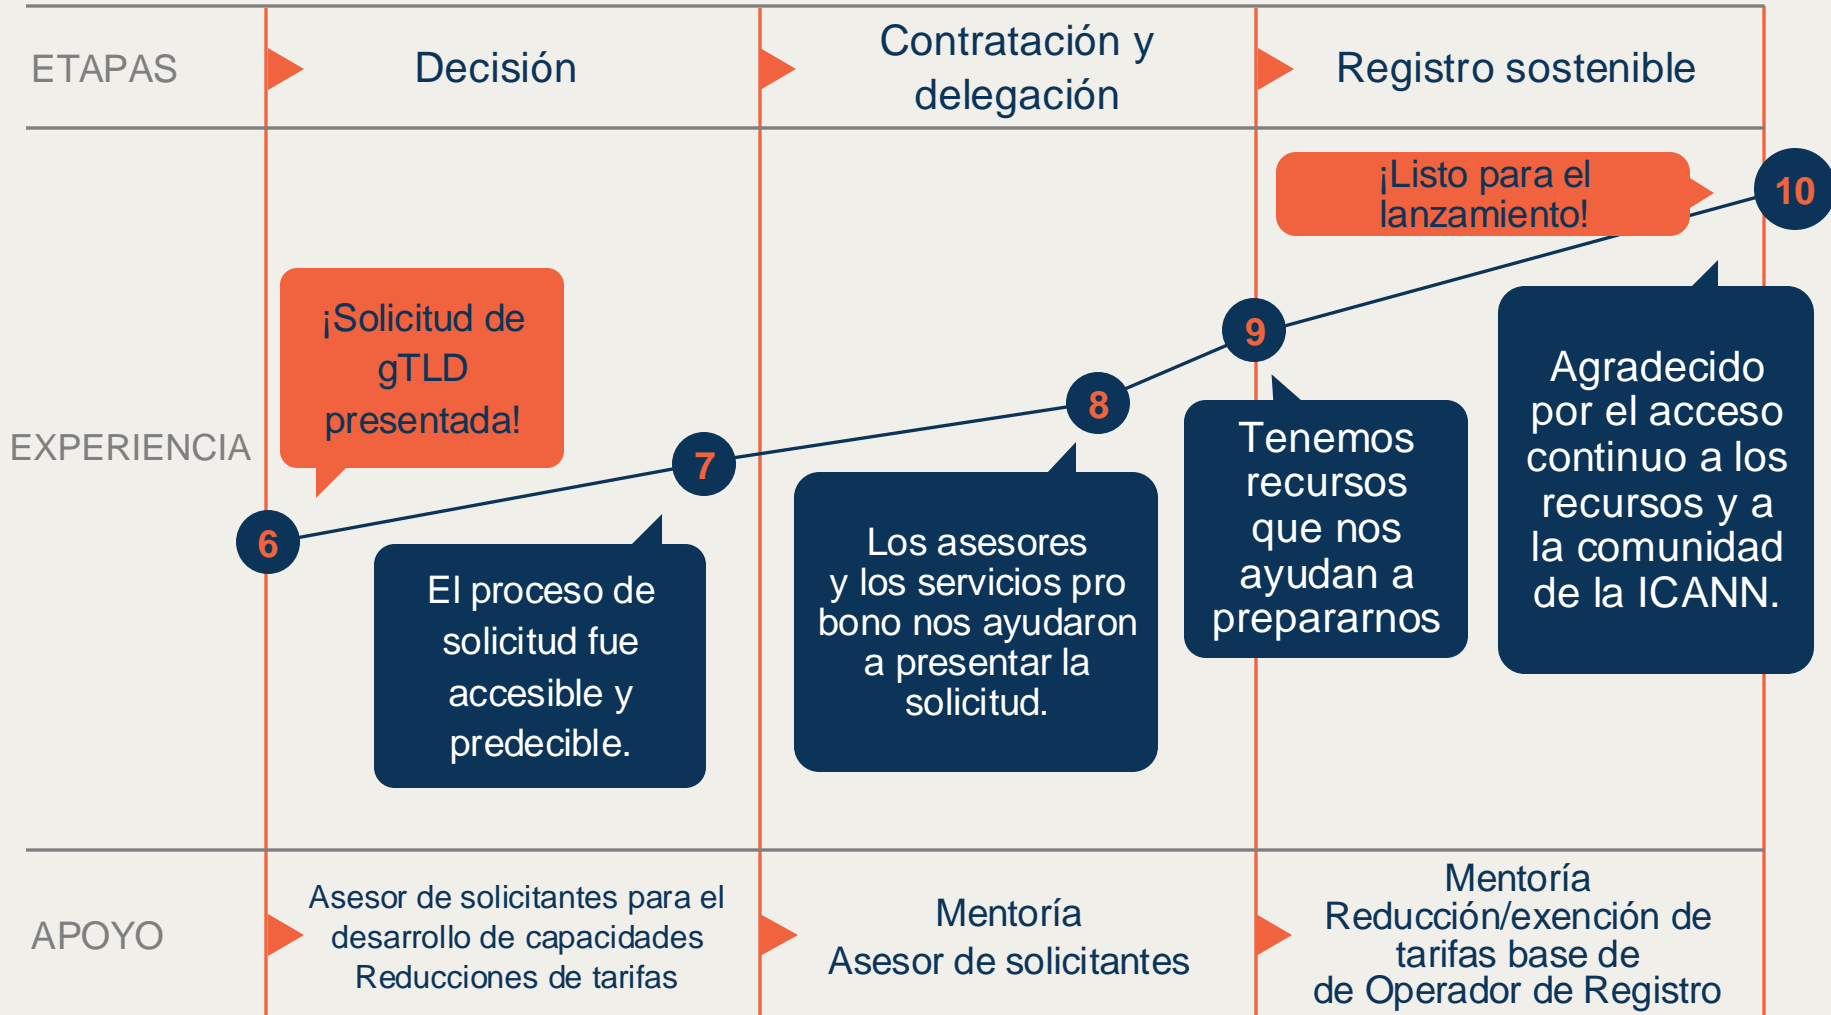 ETAPAS
Decisión
Contratación y
delegación
Registro sostenible
EXPERIENCIA
6
¡Solicitud de
gTLD
presentada!
7
El proceso de
solicitud fue
accesible y
predecible.
8
Los asesores
y los servicios pro
bono nos ayudaron
a presentar la
solicitud.
9
Tenemos
recursos
que nos
ayudan a
prepararnos
¡Listo para el
lanzamiento!
10
Agradecido
por el acceso
continuo a los
recursos y a
la comunidad
de la ICANN.
APOYO
Asesor de solicitantes para el
desarrollo de capacidades
Reducciones de tarifas
Mentoría
Asesor de solicitantes
Mentoría
Reducción/exención de
tarifas base de
de Operador de Registro